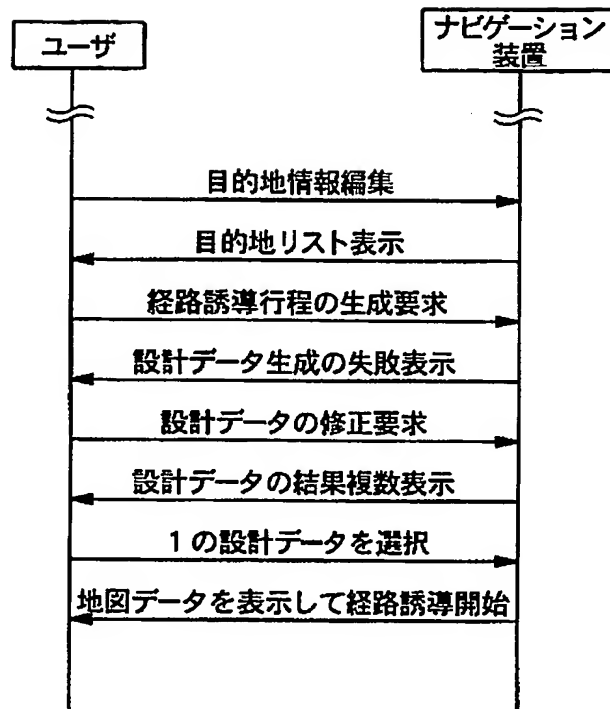 ユーザ
ナビゲーション
装置
目的地情報編集
目的地リスト表示
経路誘導行程の生成要求
設計データ生成の失敗表示
設計データの修正要求
設計データの結果複数表示
1の設計データを選択
地図データを表示して経路誘導開始